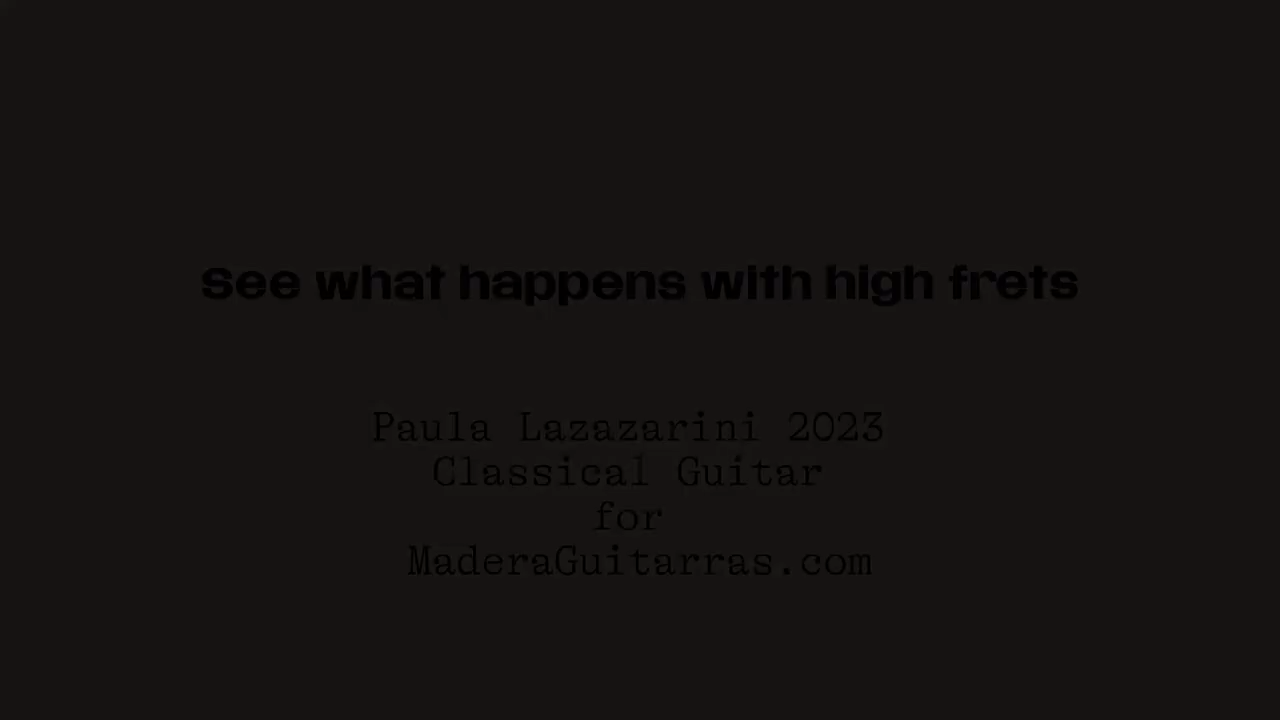 See what happens with high frets
Paula Lazazarini 2023
Classical Guitar
for
MaderaGuitarras.com